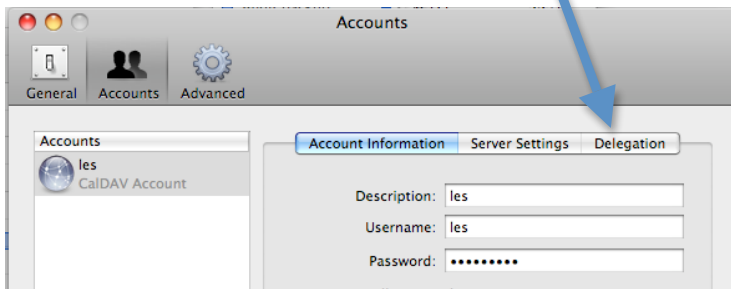 Accounts
General Accounts Advanced
Accounts
les
CalDAV Account
Account Information Server Settings Delegation
Description: les
Username: les
Password: •••••••••